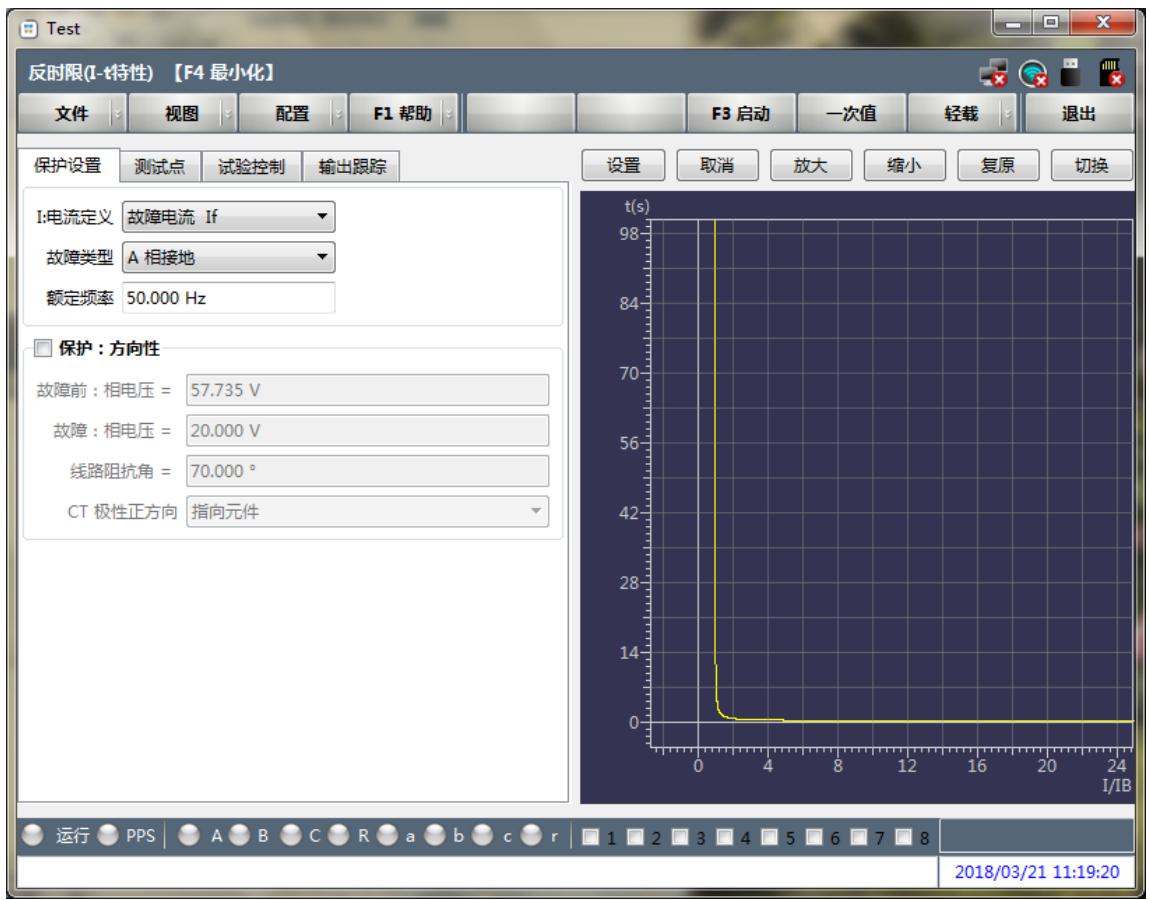 Test
反时限(I-t特性) 【F4 最小化】
文件 视图 配置 F1 帮助 F3 启动 一次值 轻载 退出
保护设置 测试点 试验控制 输出跟踪
设置 取消 放大 缩小 复原 切换
I:电流定义 故障电流 If
故障类型 A 相接地
额定频率 50.000 Hz
保护：方向性
故障前：相电压 = 57.735 V
故障：相电压 = 20.000 V
线路阻抗角 = 70.000 °
CT 极性正方向 指向元件
t(s)
98
84
70
56
42
28
14
0
0 4 8 12 16 20 24
I/IB
运行 PPS A B C R a b c r 1 2 3 4 5 6 7 8
2018/03/21 11:19:20